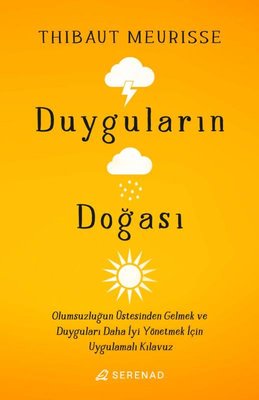 THIBAUT MEURISSE
Duyguların
Doğası
Olumsuzluğun Üstesinden Gelmek ve
Duyguları Daha İyi Yönetmek İçin
Uygulamalı Kılavuz
SERENAD